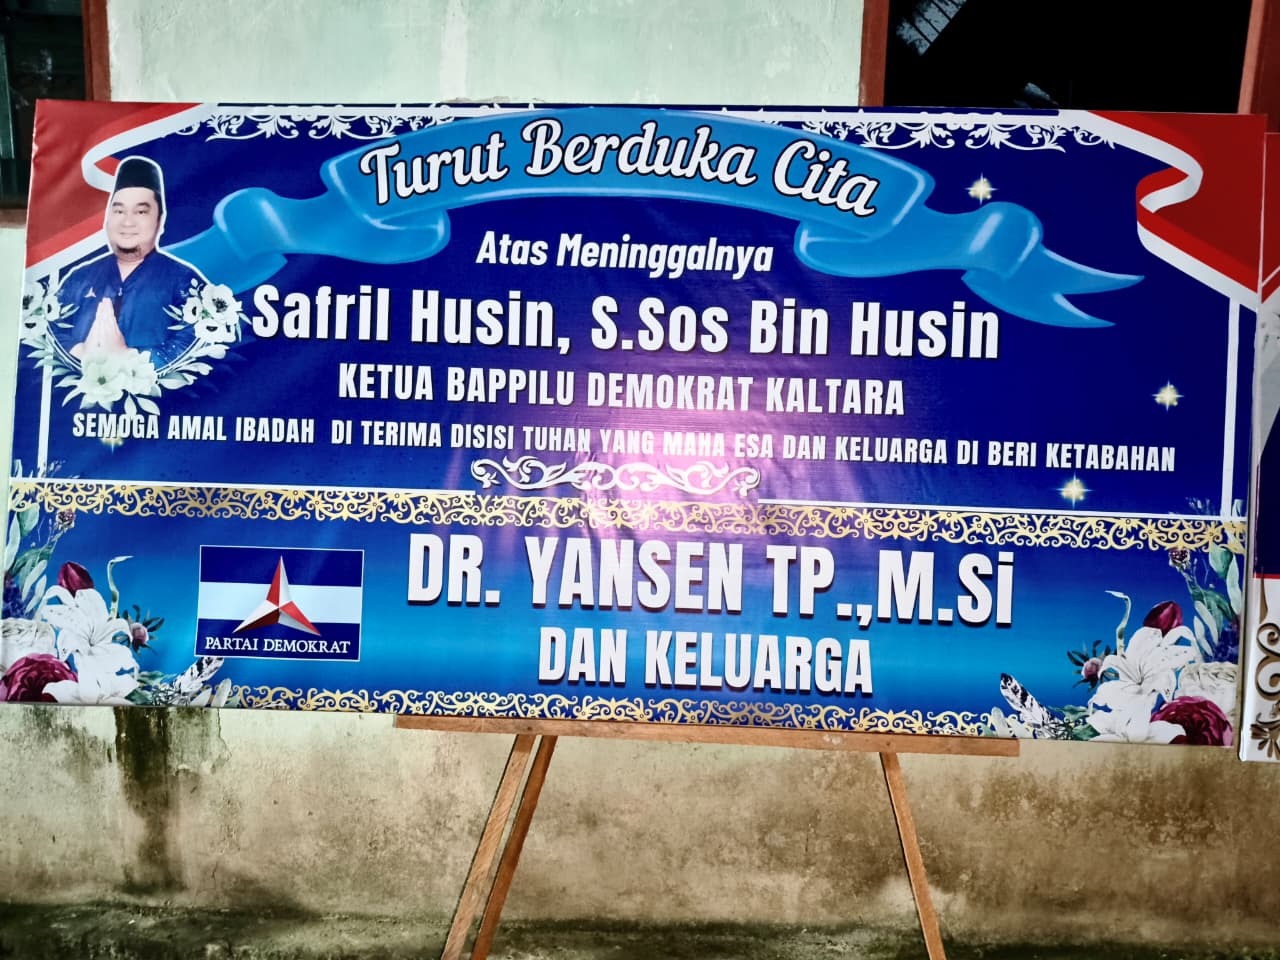 Turut Berduka Cita
Atas Meninggalnya
Safril Husin, S.Sos Bin Husin
KETUA BAPPILU DEMOKRAT KALTARA
SEMOGA AMAL IBADAH DI TERIMA DISISI TUHAN YANG MAHA ESA DAN KELUARGA DI BERI KETABAHAN
DR. YANSEN TP.,M.Si
DAN KELUARGA
PARTAI DEMOKRAT